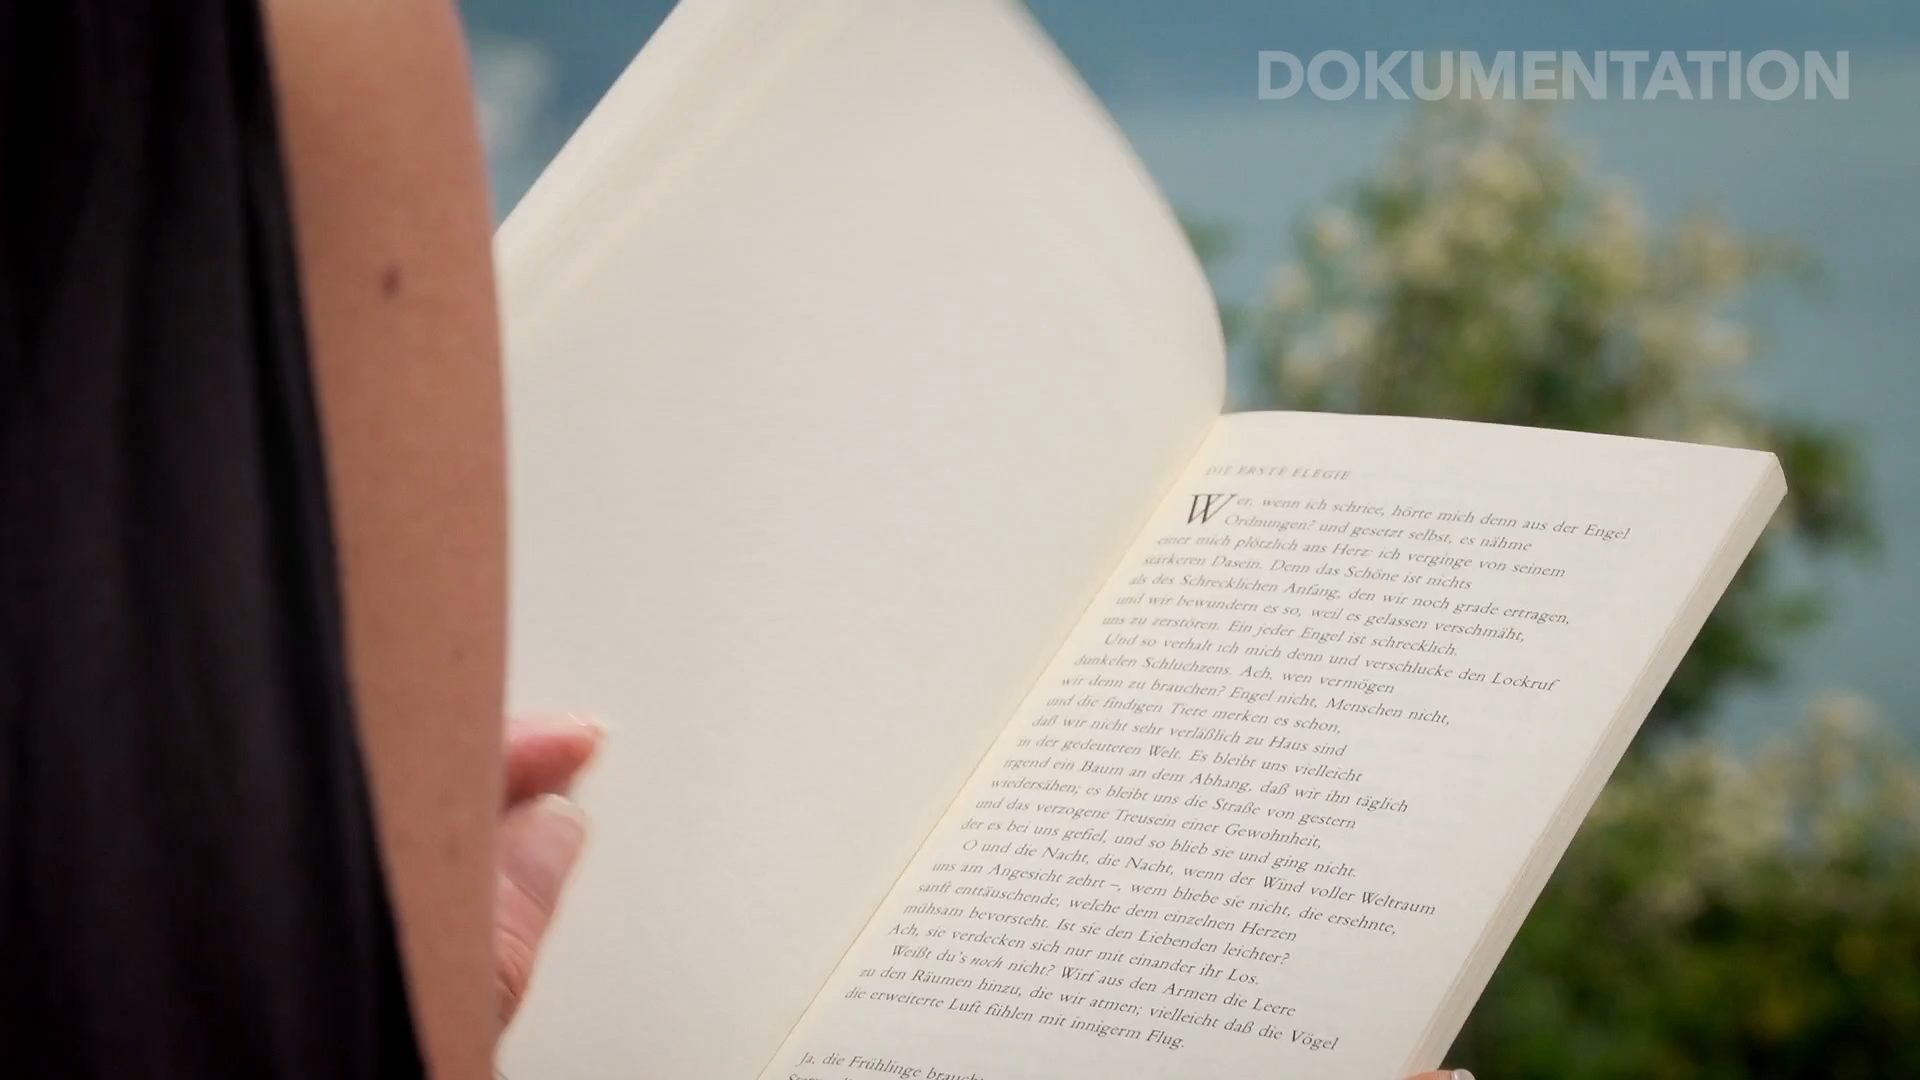 DOKUMENTATION
DIE ERSTE ELEGIE
Wer, wenn ich schriee, hörte mich denn aus der Engel
Ordnungen? und gesetzt selbst, es nähme
einer mich plötzlich ans Herz: ich verginge von seinem
stärkeren Dasein. Denn das Schöne ist nichts
als des Schrecklichen Anfang, den wir noch grade ertragen,
und wir bewundern es so, weil es gelassen verschmäht,
uns zu zerstören. Ein jeder Engel ist schrecklich.
Und so verhalt ich mich denn und verschlucke den Lockruf
dunkelen Schluchzens. Ach, wen vermögen
wir denn zu brauchen? Engel nicht, Menschen nicht,
und die findigen Tiere merken es schon,
daß wir nicht sehr verläßlich zu Haus sind
in der gedeuteten Welt. Es bleibt uns vielleicht
irgend ein Baum an dem Abhang, daß wir ihn täglich
wiedersähen; es bleibt uns die Straße von gestern
und das verzogene Treusein einer Gewohnheit,
der es bei uns gefiel, und so blieb sie und ging nicht.
O und die Nacht, die Nacht, wenn der Wind voller Weltraum
uns am Angesicht zehrt –, wem bliebe sie nicht, die ersehnte,
sanft enttäuschende, welche dem einzelnen Herzen
mühsam bevorsteht. Ist sie den Liebenden leichter?
Ach, sie verdecken sich nur mit einander ihr Los.
Weißt du's noch nicht? Wirf aus den Armen die Leere
zu den Räumen hinzu, die wir atmen; vielleicht daß die Vögel
die erweiterte Luft fühlen mit innigerm Flug.
Ja, die Frühlinge